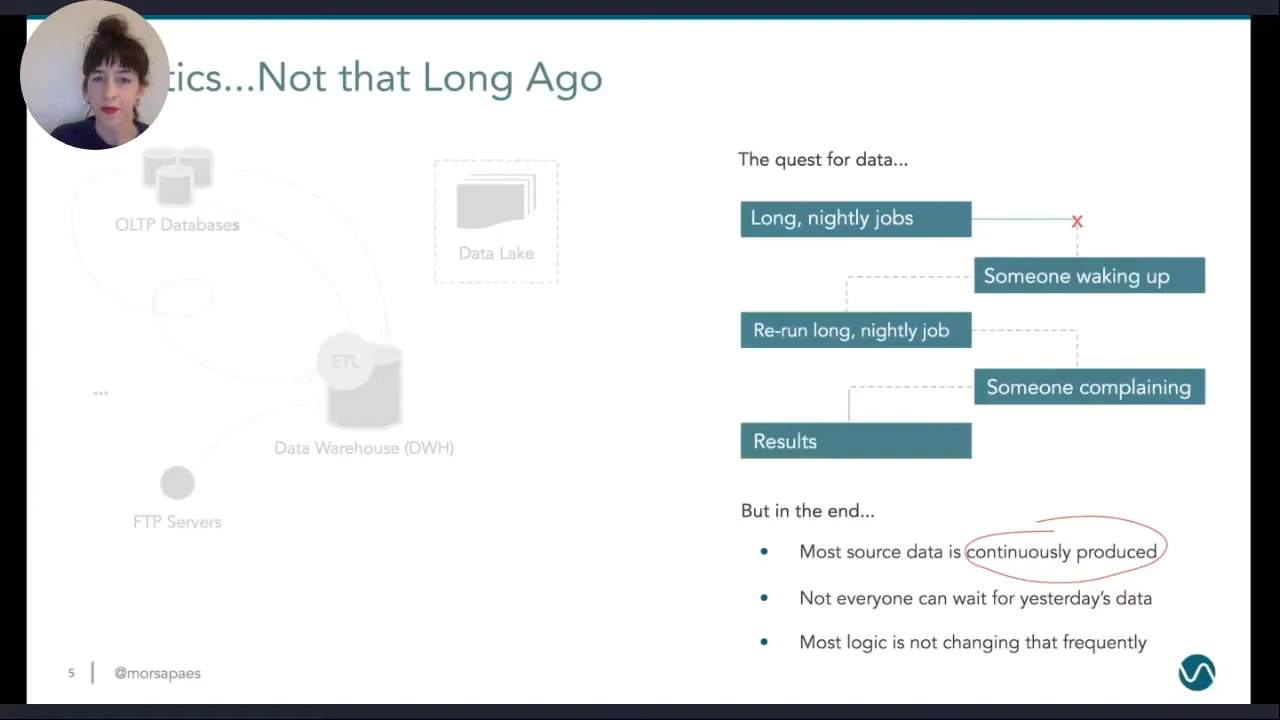 tics...Not that Long Ago
OLTP Databases
Data Lake
ETL
...
Data Warehouse (DWH)
FTP Servers
The quest for data...
Long, nightly jobs
x
Someone waking up
Re-run long, nightly job
Someone complaining
Results
But in the end...
• Most source data is continuously produced
• Not everyone can wait for yesterday's data
• Most logic is not changing that frequently
5 | @morsapaes